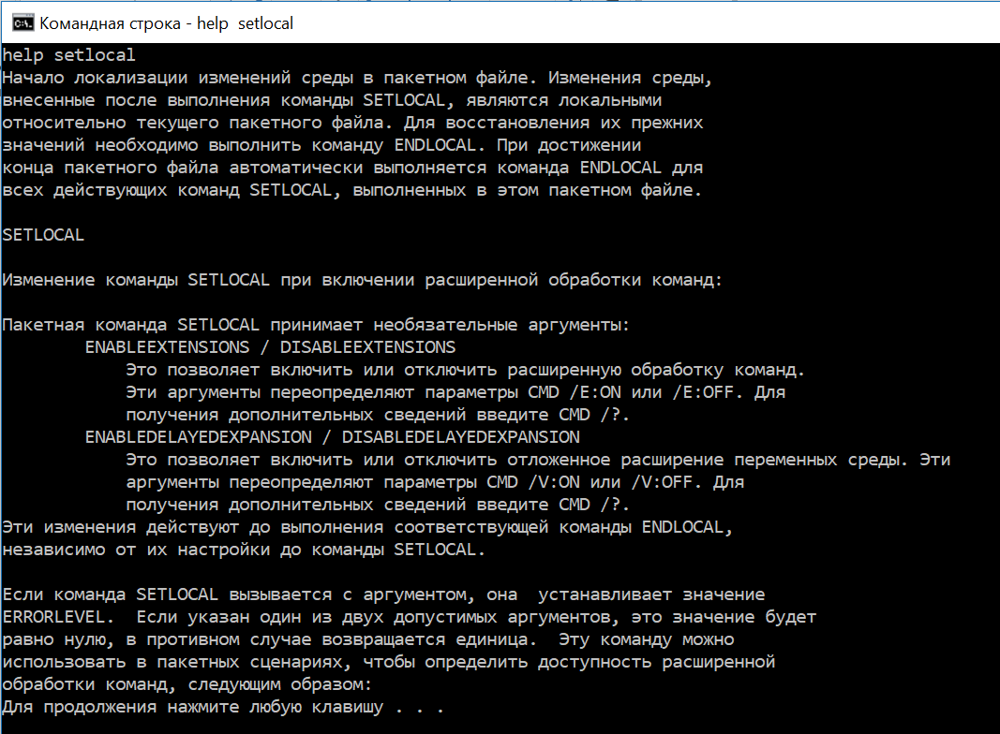 Командная строка - help  setlocal
help setlocal
Начало локализации изменений среды в пакетном файле. Изменения среды,
внесенные после выполнения команды SETLOCAL, являются локальными
относительно текущего пакетного файла. Для восстановления их прежних
значений необходимо выполнить команду ENDLOCAL. При достижении
конца пакетного файла автоматически выполняется команда ENDLOCAL для
всех действующих команд SETLOCAL, выполненных в этом пакетном файле.
SETLOCAL
Изменение команды SETLOCAL при включении расширенной обработки команд:
Пакетная команда SETLOCAL принимает необязательные аргументы:
ENABLEEXTENSIONS / DISABLEEXTENSIONS
Это позволяет включить или отключить расширенную обработку команд.
Эти аргументы переопределяют параметры CMD /E:ON или /E:OFF. Для
получения дополнительных сведений введите CMD /?.
ENABLEDELAYEDEXPANSION / DISABLEDELAYEDEXPANSION
Это позволяет включить или отключить отложенное расширение переменных среды. Эти
аргументы переопределяют параметры CMD /V:ON или /V:OFF. Для
получения дополнительных сведений введите CMD /?.
Эти изменения действуют до выполнения соответствующей команды ENDLOCAL,
независимо от их настройки до команды SETLOCAL.
Если команда SETLOCAL вызывается с аргументом, она  устанавливает значение
ERRORLEVEL.  Если указан один из двух допустимых аргументов, это значение будет
равно нулю, в противном случае возвращается единица.  Эту команду можно
использовать в пакетных сценариях, чтобы определить доступность расширенной
обработки команд, следующим образом:
Для продолжения нажмите любую клавишу . . .